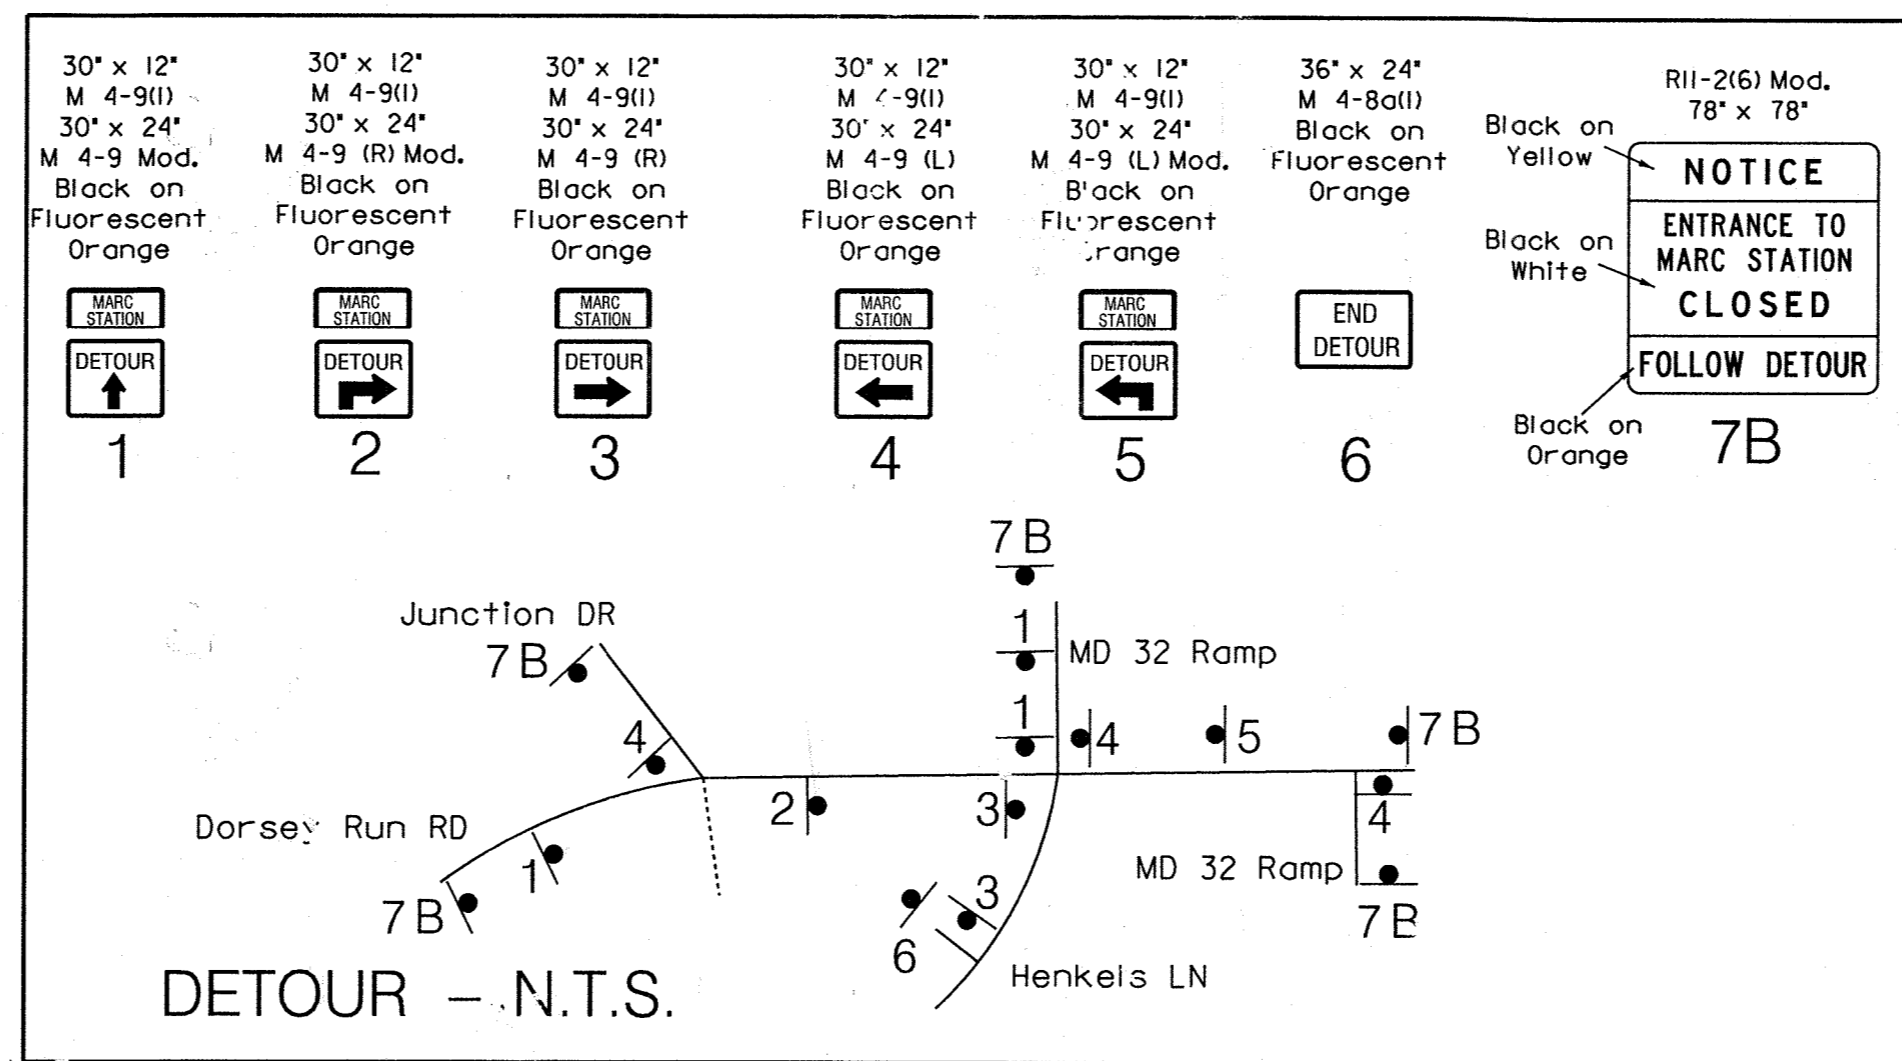 30" x 12"
M 4-9(1)
30" x 24"
M 4-9 Mod.
Black on
Fluorescent
Orange
MARC
STATION
DETOUR
1
30" x 12"
M 4-9(1)
30" x 24"
M 4-9 (R) Mod.
Black on
Fluorescent
Orange
MARC
STATION
DETOUR
2
30" x 12"
M 4-9(1)
30" x 24"
M 4-9 (R)
Black on
Fluorescent
Orange
MARC
STATION
DETOUR
3
30" x 12"
M 4-9(1)
30" x 24"
M 4-9 (L)
Black on
Fluorescent
Orange
MARC
STATION
DETOUR
4
30" x 12"
M 4-9(1)
30" x 24"
M 4-9 (L) Mod.
Black on
Fluorescent
Orange
MARC
STATION
DETOUR
5
36" x 24"
M 4-8a(1)
Black on
Fluorescent
Orange
END
DETOUR
6
R11-2(6) Mod.
78" x 78"
Black on
Yellow
NOTICE
Black on
White
ENTRANCE TO
MARC STATION
CLOSED
FOLLOW DETOUR
Black on
Orange
7B
7B
Junction DR
7B
1
MD 32 Ramp
4
1
4
5
7B
2
3
4
Dorsey Run RD
1
MD 32 Ramp
7B
3
6
7B
Henkels LN
DETOUR - N.T.S.